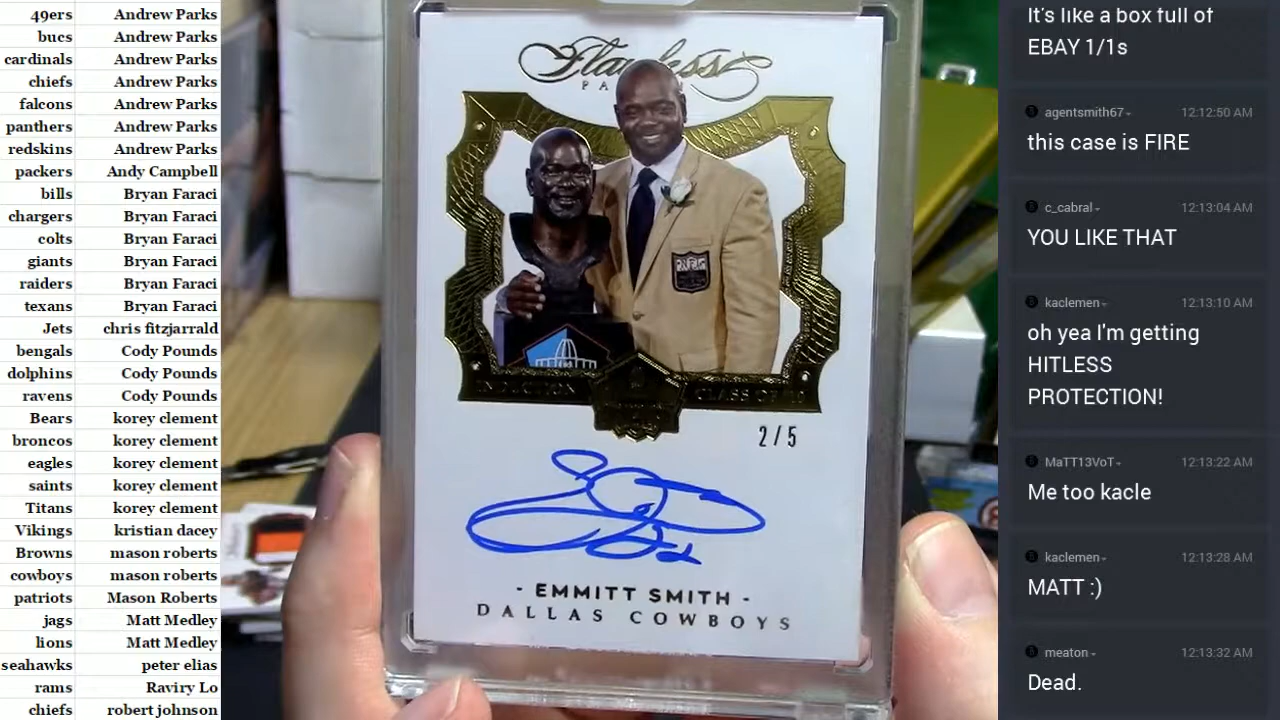 49ers Andrew Parks
bucs Andrew Parks
cardinals Andrew Parks
chiefs Andrew Parks
falcons Andrew Parks
panthers Andrew Parks
redskins Andrew Parks
packers Andy Campbell
bills Bryan Faraci
chargers Bryan Faraci
colts Bryan Faraci
giants Bryan Faraci
raiders Bryan Faraci
texans Bryan Faraci
Jets chris fitzjarrald
bengals Cody Pounds
dolphins Cody Pounds
ravens Cody Pounds
Bears korey clement
broncos korey clement
eagles korey clement
saints korey clement
Titans korey clement
Vikings kristian dacey
Browns mason roberts
cowboys mason roberts
patriots Mason Roberts
jags Matt Medley
lions Matt Medley
seahawks peter elias
rams Raviry Lo
chiefs robert johnson
Flawless
INDUCTION CLASS OF
2/5
- EMMITT SMITH -
DALLAS COWBOYS
It's like a box full of
EBAY 1/1s
agentsmith67 12:12:50 AM
this case is FIRE
c_cabral 12:13:04 AM
YOU LIKE THAT
kaclemen 12:13:10 AM
oh yea I'm getting
HITLESS
PROTECTION!
MaTT13VoT 12:13:22 AM
Me too kacle
kaclemen 12:13:28 AM
MATT :)
meaton 12:13:32 AM
Dead.